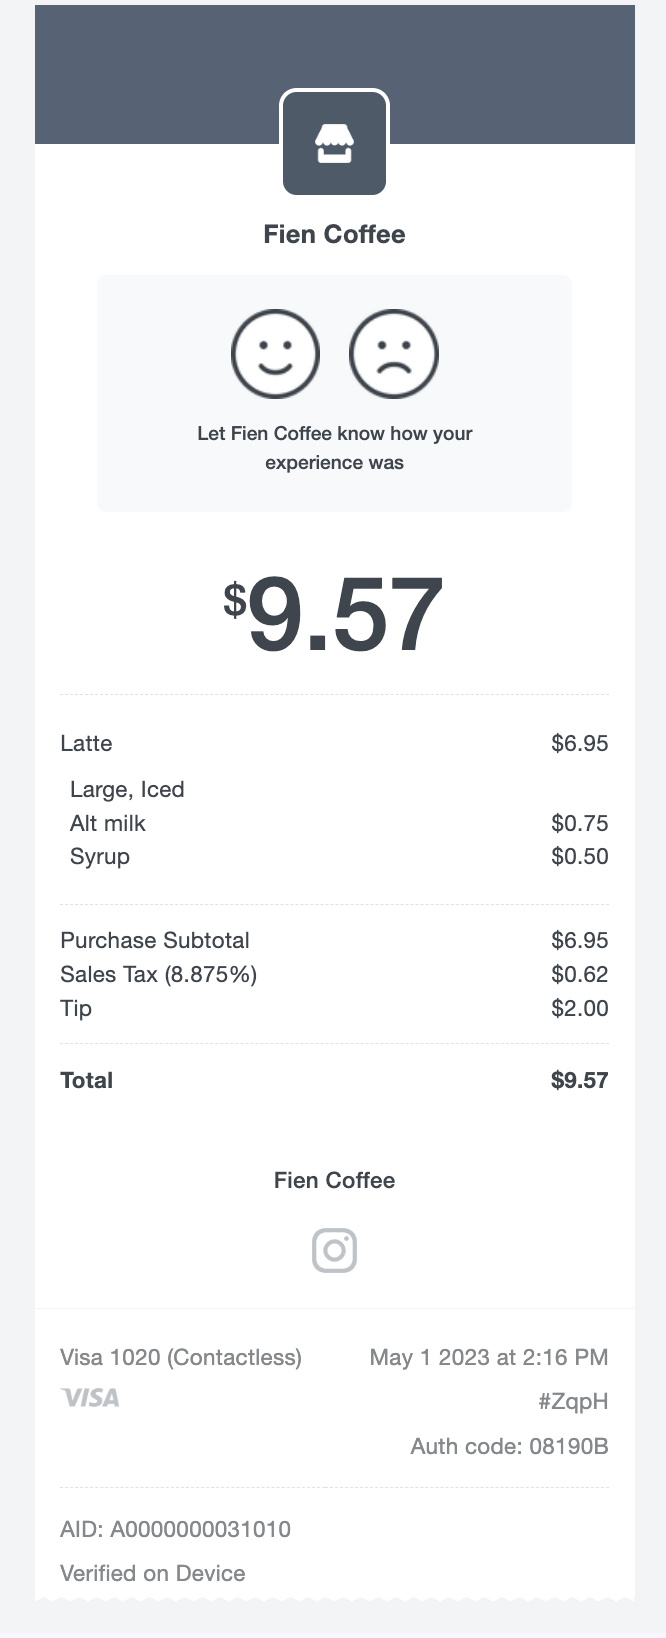 Fien Coffee
Let Fien Coffee know how your
experience was
$9.57
Latte $6.95
Large, Iced
Alt milk $0.75
Syrup $0.50
Purchase Subtotal $6.95
Sales Tax (8.875%) $0.62
Tip $2.00
Total $9.57
Fien Coffee
Visa 1020 (Contactless) May 1 2023 at 2:16 PM
VISA #ZqpH
Auth code: 08190B
AID: A0000000031010
Verified on Device